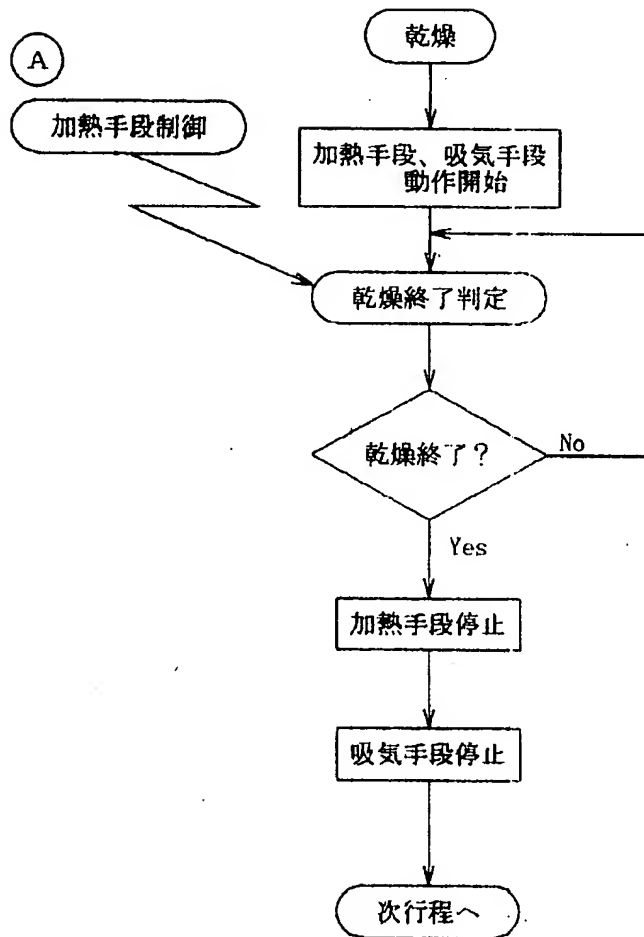 乾燥
A
加熱手段制御
加熱手段、吸気手段
動作開始
乾燥終了判定
乾燥終了?
No
Yes
加熱手段停止
吸気手段停止
次行程へ